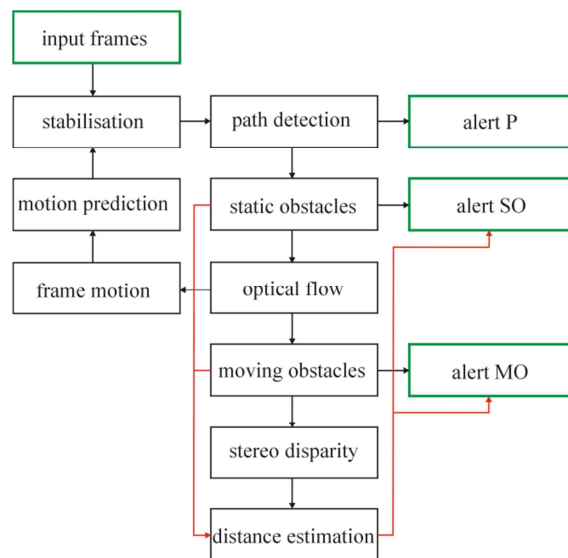 input frames
stabilisation
path detection
alert P
motion prediction
static obstacles
alert SO
frame motion
optical flow
moving obstacles
alert MO
stereo disparity
distance estimation